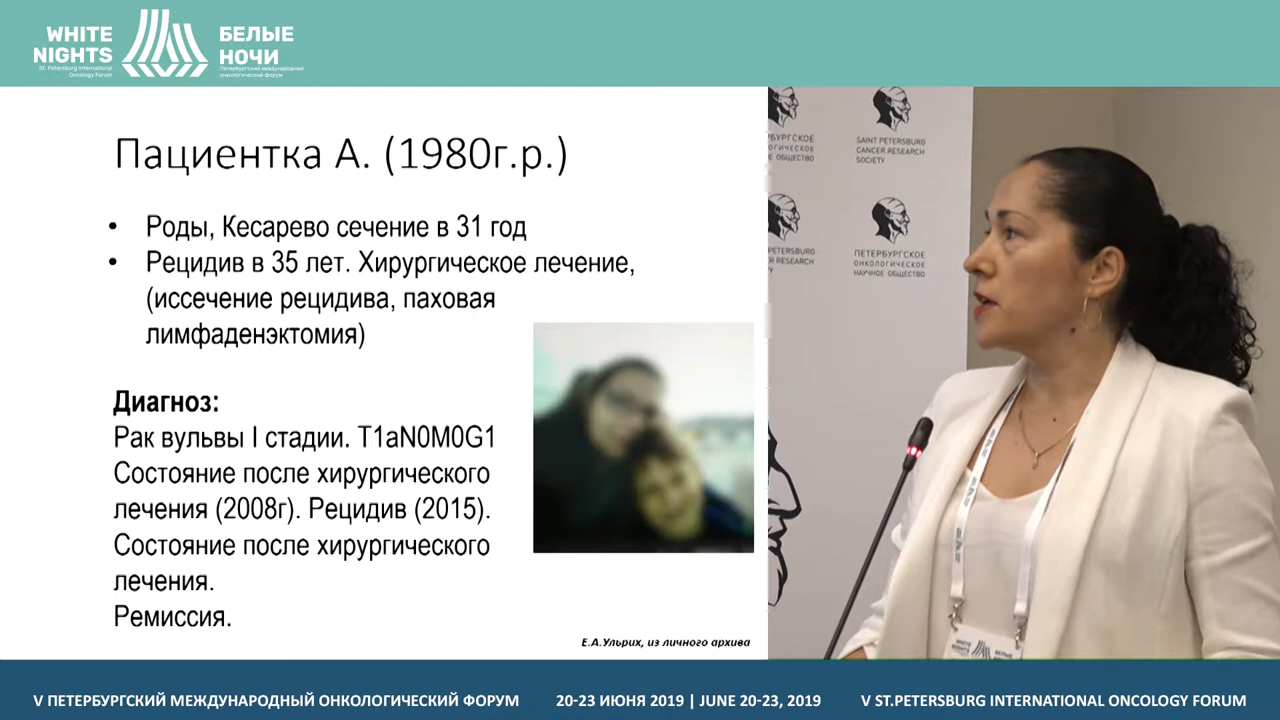 WHITE
NIGHTS
St. Petersburg International
Oncology Forum
БЕЛЫЕ
НОЧИ
Петербургский международный
онкологический форум
Пациентка А. (1980г.р.)
• Роды, Кесарево сечение в 31 год
• Рецидив в 35 лет. Хирургическое лечение,
(иссечение рецидива, паховая
лимфаденэктомия)
Диагноз:
Рак вульвы I стадии. T1aN0M0G1
Состояние после хирургического
лечения (2008г). Рецидив (2015).
Состояние после хирургического
лечения.
Ремиссия.
Е.А.Ульрих, из личного архива
SAINT PETERSBURG
CANCER RESEARCH
SOCIETY
ПЕТЕРБУРГСКОЕ
ОНКОЛОГИЧЕСКОЕ
НАУЧНОЕ ОБЩЕСТВО
WHITE
NIGHTS
БЕЛЫЕ
V ПЕТЕРБУРГСКИЙ МЕЖДУНАРОДНЫЙ ОНКОЛОГИЧЕСКИЙ ФОРУМ
20-23 ИЮНЯ 2019 | JUNE 20-23, 2019
V ST.PETERSBURG INTERNATIONAL ONCOLOGY FORUM